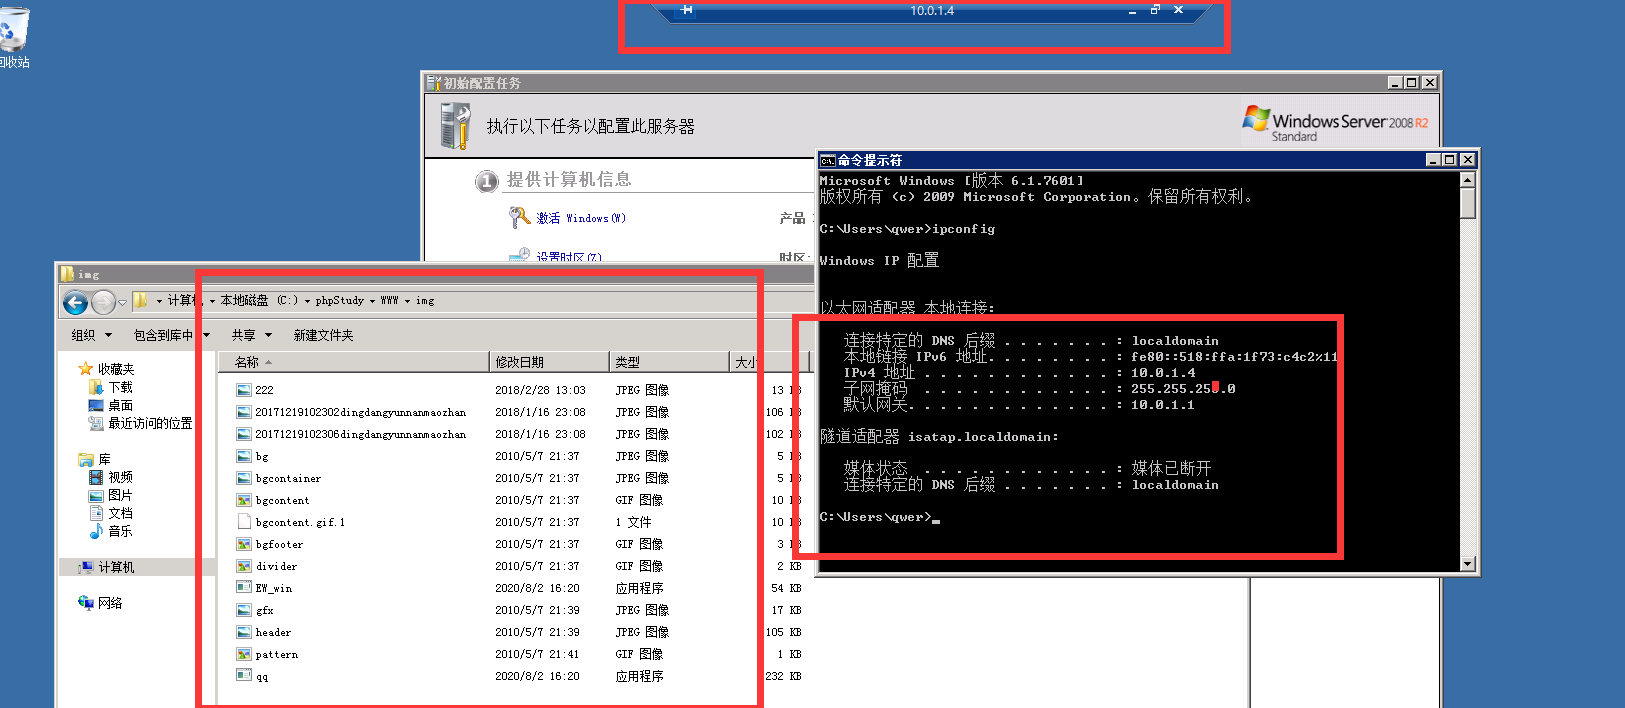 10.0.1.4
回收站
初始配置任务
执行以下任务以配置此服务器
Windows Server 2008 R2
Standard
1 提供计算机信息
激活 Windows(W)
产品
设置时区(Z)
时区:
命令提示符
Microsoft Windows [版本 6.1.7601]
版权所有 (c) 2009 Microsoft Corporation。保留所有权利。
C:\Users\qwer>ipconfig
Windows IP 配置
以太网适配器 本地连接:
连接特定的 DNS 后缀 . . . . . . . : localdomain
本地链接 IPv6 地址. . . . . . . . : fe80::518:ffa:1f73:c4c2%11
IPv4 地址 . . . . . . . . . . . . : 10.0.1.4
子网掩码 . . . . . . . . . . . . : 255.255.255.0
默认网关. . . . . . . . . . . . . : 10.0.1.1
隧道适配器 isatap.localdomain:
媒体状态 . . . . . . . . . . . . : 媒体已断开
连接特定的 DNS 后缀 . . . . . . . : localdomain
C:\Users\qwer>
img
计算机 本地磁盘 (C:) phpStudy WWW img
组织 包含到库中 共享 新建文件夹
收藏夹
下载
桌面
最近访问的位置
库
视频
图片
文档
音乐
计算机
网络
名称 修改日期 类型 大小
222 2018/2/28 13:03 JPEG 图像 13 KB
20171219102302dingdangyunnanmaozhan 2018/1/16 23:08 JPEG 图像 106 KB
20171219102306dingdangyunnanmaozhan 2018/1/16 23:08 JPEG 图像 102 KB
bg 2010/5/7 21:37 JPEG 图像 5 KB
bgcontainer 2010/5/7 21:37 JPEG 图像 5 KB
bgcontent 2010/5/7 21:37 GIF 图像 10 KB
bgcontent.gif.1 2010/5/7 21:37 1 文件 10 KB
bgfooter 2010/5/7 21:37 GIF 图像 3 KB
divider 2010/5/7 21:37 GIF 图像 2 KB
EW_win 2020/8/2 16:20 应用程序 54 KB
gfx 2010/5/7 21:39 JPEG 图像 17 KB
header 2010/5/7 21:39 JPEG 图像 105 KB
pattern 2010/5/7 21:41 GIF 图像 1 KB
qq 2020/8/2 16:20 应用程序 232 KB